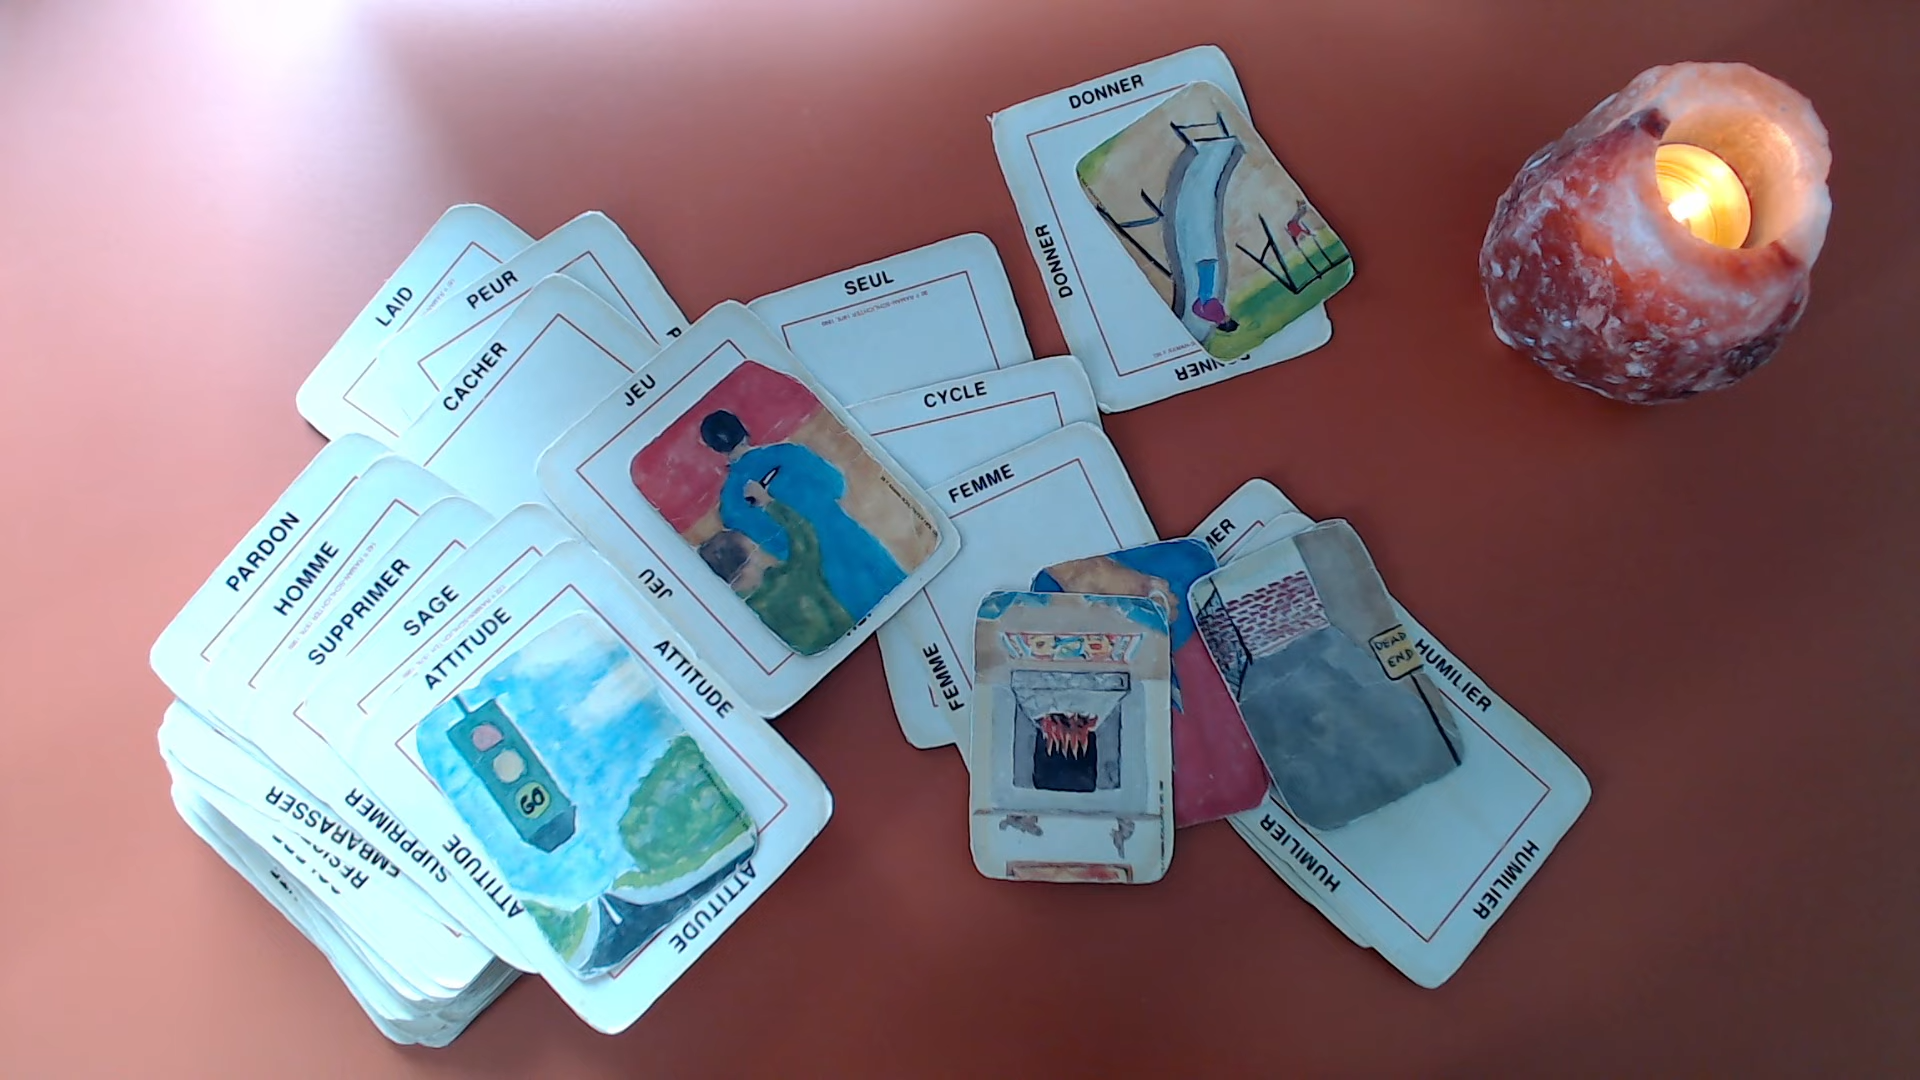 DONNER
DONNER
DONNER
LAID
PEUR
CACHER
JEU
JEU
SEUL
CYCLE
FEMME
FEMME
PARDON
HOMME
SUPPRIMER
SUPPRIMER
SAGE
ATTITUDE
ATTITUDE
ATTITUDE
ATTITUDE
EMBARASSER
GO
MER
DEAD
END
HUMILIER
HUMILIER
HUMILIER